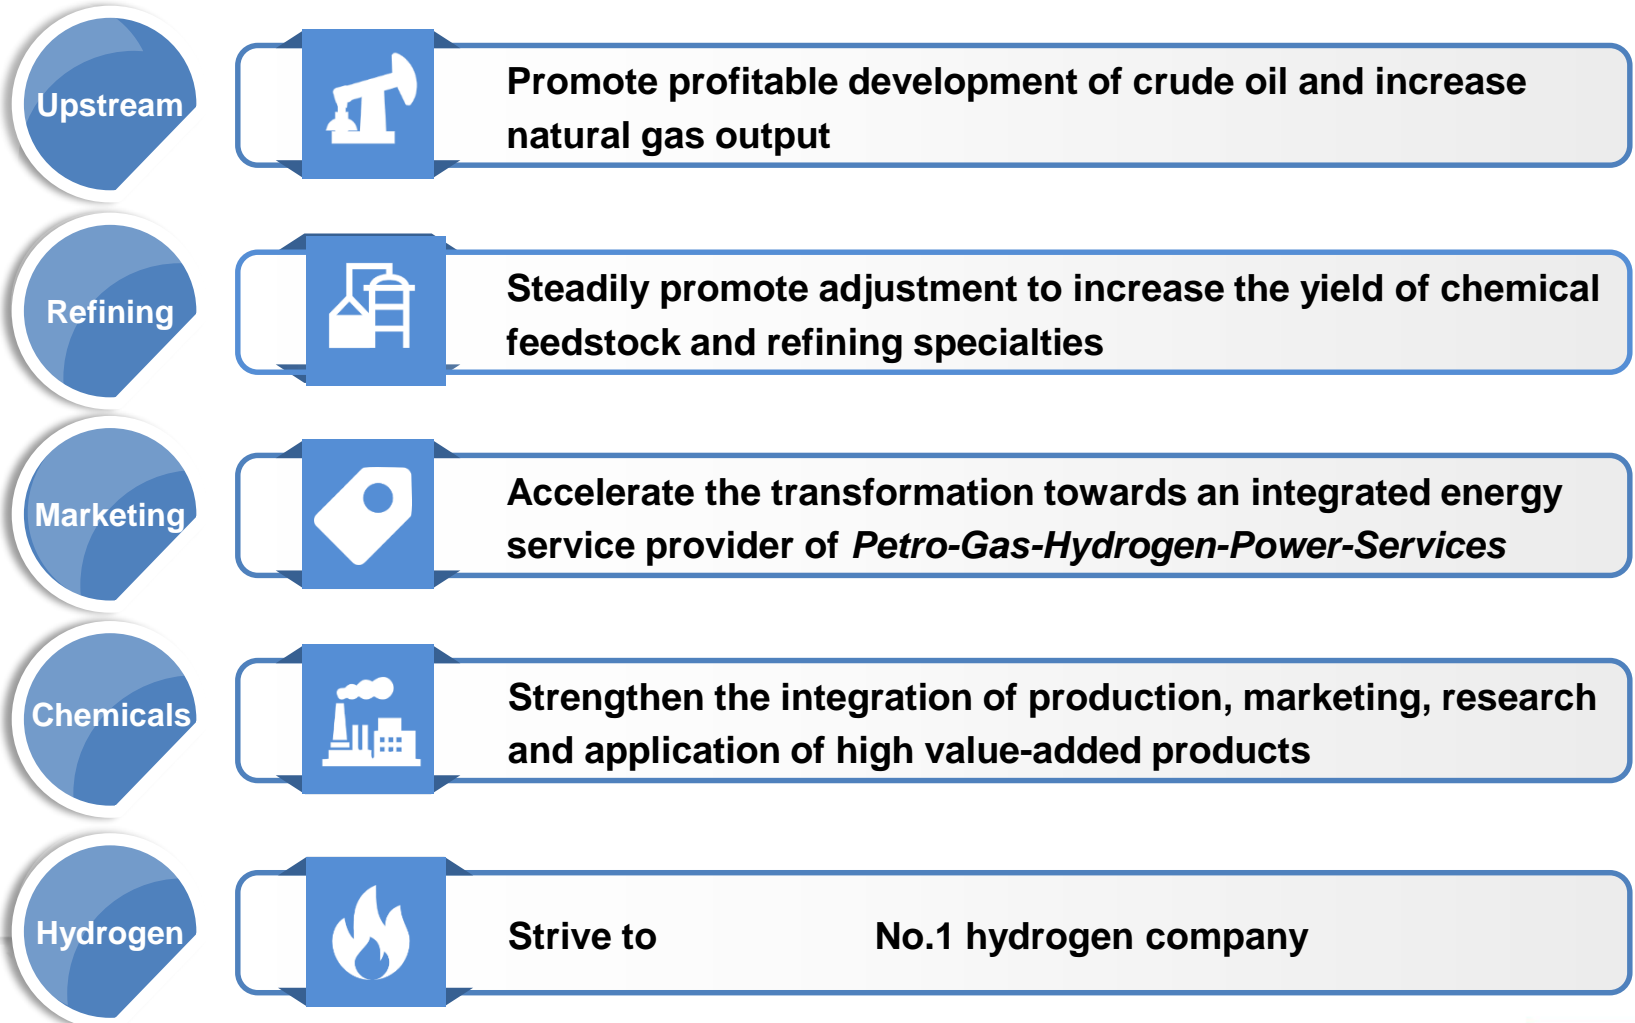 Upstream
Promote profitable development of crude oil and increase
natural gas output
Refining
Steadily promote adjustment to increase the yield of chemical
feedstock and refining specialties
Marketing
Accelerate the transformation towards an integrated energy
service provider of Petro-Gas-Hydrogen-Power-Services
Chemicals
Strengthen the integration of production, marketing, research
and application of high value-added products
Hydrogen
Strive to No.1 hydrogen company